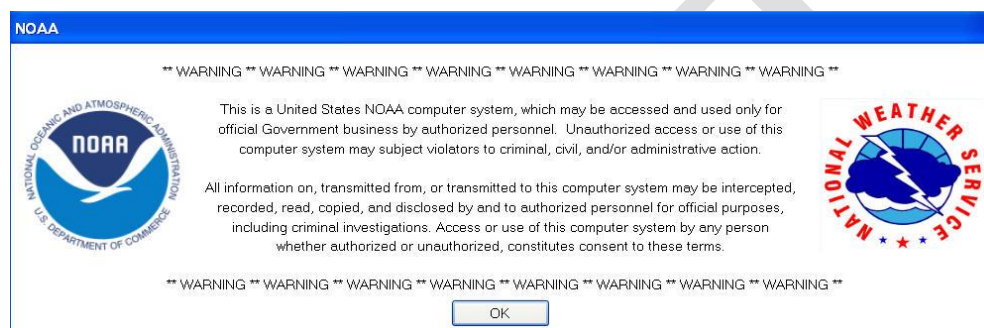 NOAA
** WARNING ** WARNING ** WARNING ** WARNING ** WARNING ** WARNING ** WARNING ** WARNING **
This is a United States NOAA computer system, which may be accessed and used only for
official Government business by authorized personnel.  Unauthorized access or use of this
computer system may subject violators to criminal, civil, and/or administrative action.
All information on, transmitted from, or transmitted to this computer system may be intercepted,
recorded, read, copied, and disclosed by and to authorized personnel for official purposes,
including criminal investigations. Access or use of this computer system by any person
whether authorized or unauthorized, constitutes consent to these terms.
NATIONAL OCEANIC AND ATMOSPHERIC ADMINISTRATION
NOAA
U.S. DEPARTMENT OF COMMERCE
NATIONAL WEATHER SERVICE
** WARNING ** WARNING ** WARNING ** WARNING ** WARNING ** WARNING ** WARNING ** WARNING **
OK